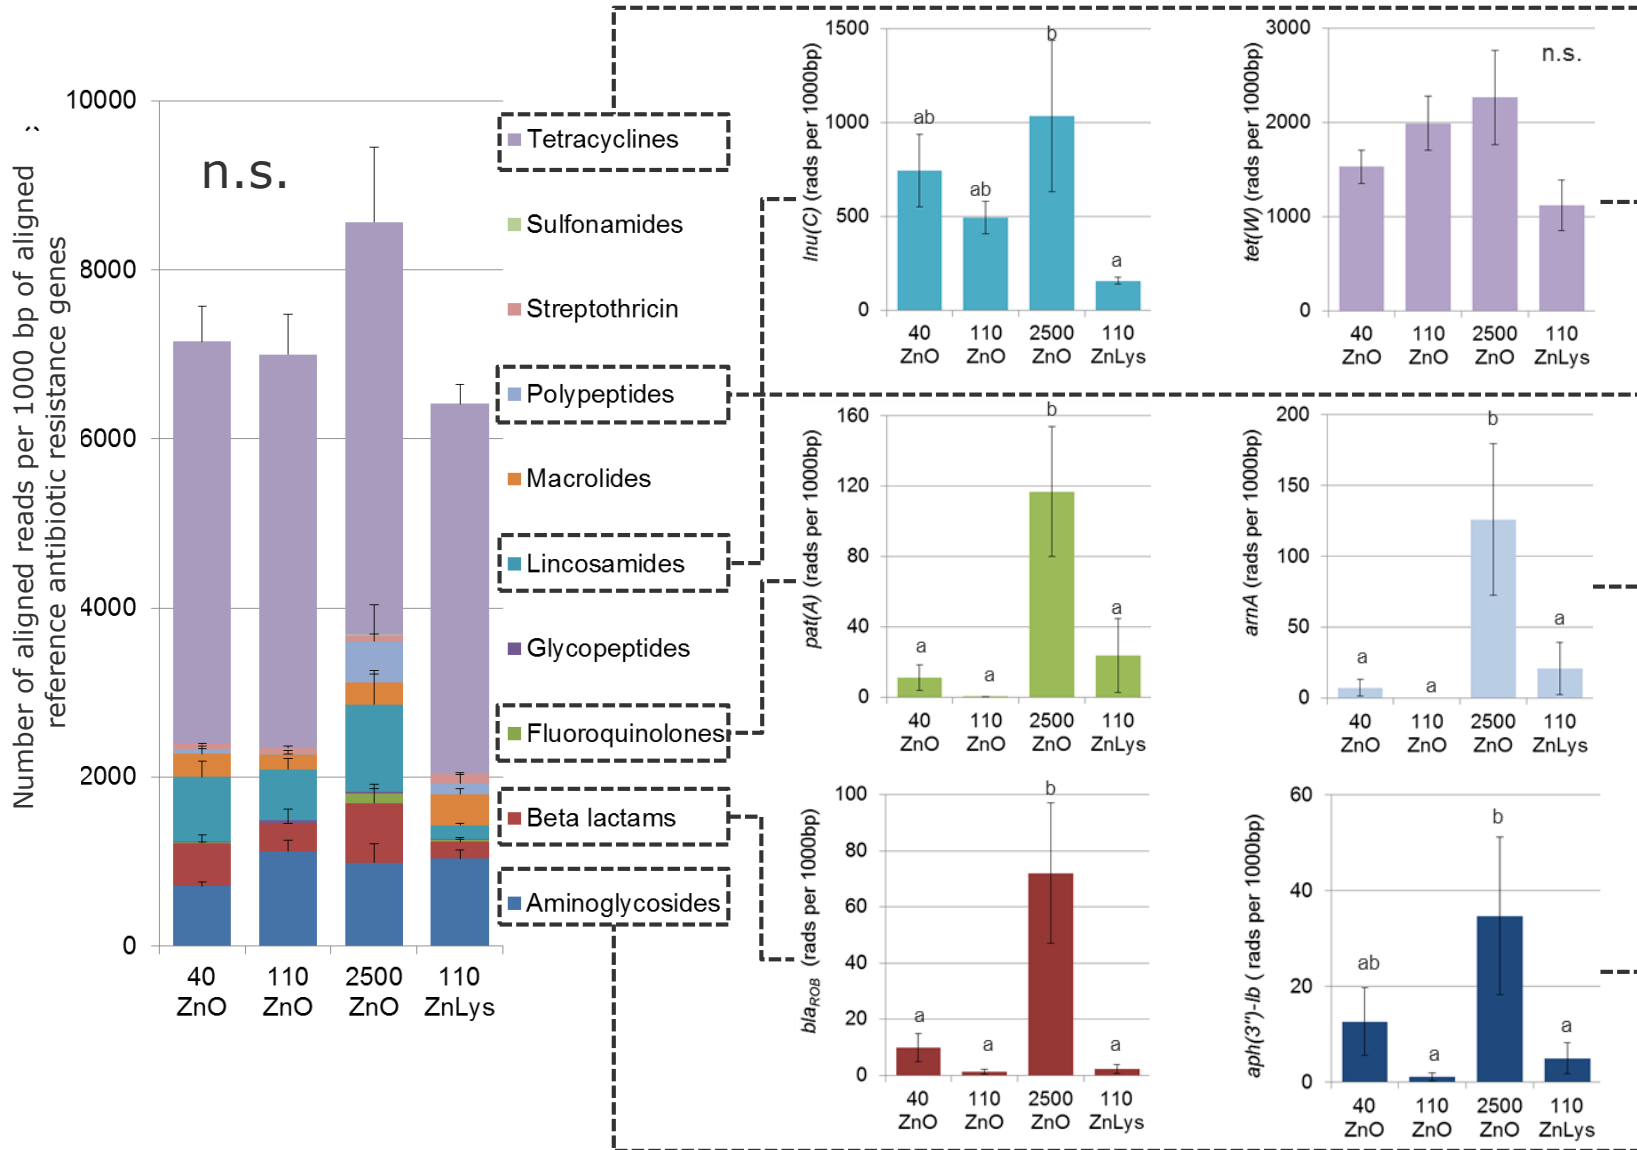 Number of aligned reads per 1000 bp of aligned
reference antibiotic resistance genes
10000
8000
6000
4000
2000
0
n.s.
40
ZnO
110
ZnO
2500
ZnO
110
ZnLys
Tetracyclines
Sulfonamides
Streptothricin
Polypeptides
Macrolides
Lincosamides
Glycopeptides
Fluoroquinolones
Beta lactams
Aminoglycosides
lnu(C) (rads per 1000bp)
1500
1000
500
0
ab
ab
b
a
40
ZnO
110
ZnO
2500
ZnO
110
ZnLys
tet(W) (rads per 1000bp)
3000
2000
1000
0
n.s.
40
ZnO
110
ZnO
2500
ZnO
110
ZnLys
pat(A) (rads per 1000bp)
160
120
80
40
0
a
a
b
a
40
ZnO
110
ZnO
2500
ZnO
110
ZnLys
arnA (rads per 1000bp)
200
150
100
50
0
a
a
b
a
40
ZnO
110
ZnO
2500
ZnO
110
ZnLys
blaROB (rads per 1000bp)
100
80
60
40
20
0
a
a
b
a
40
ZnO
110
ZnO
2500
ZnO
110
ZnLys
aph(3")-Ib ( rads per 1000bp)
60
40
20
0
ab
a
b
a
40
ZnO
110
ZnO
2500
ZnO
110
ZnLys